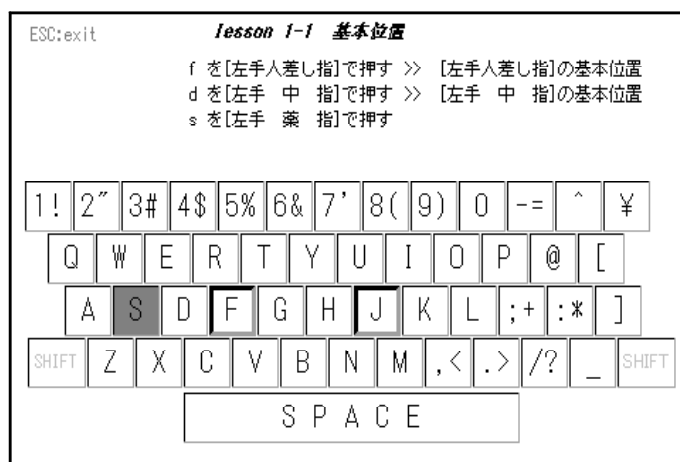 ESC:exit lesson 1-1 基本位置
f を[左手人差し指]で押す >> [左手人差し指]の基本位置
d を[左手 中 指]で押す >> [左手 中 指]の基本位置
s を[左手 薬 指]で押す
1! 2" 3# 4$ 5% 6& 7' 8( 9) 0 -= ^ ¥
Q W E R T Y U I O P @ [
A S D F G H J K L ;+ :* ]
SHIFT Z X C V B N M ,< .> /? _ SHIFT
SPACE